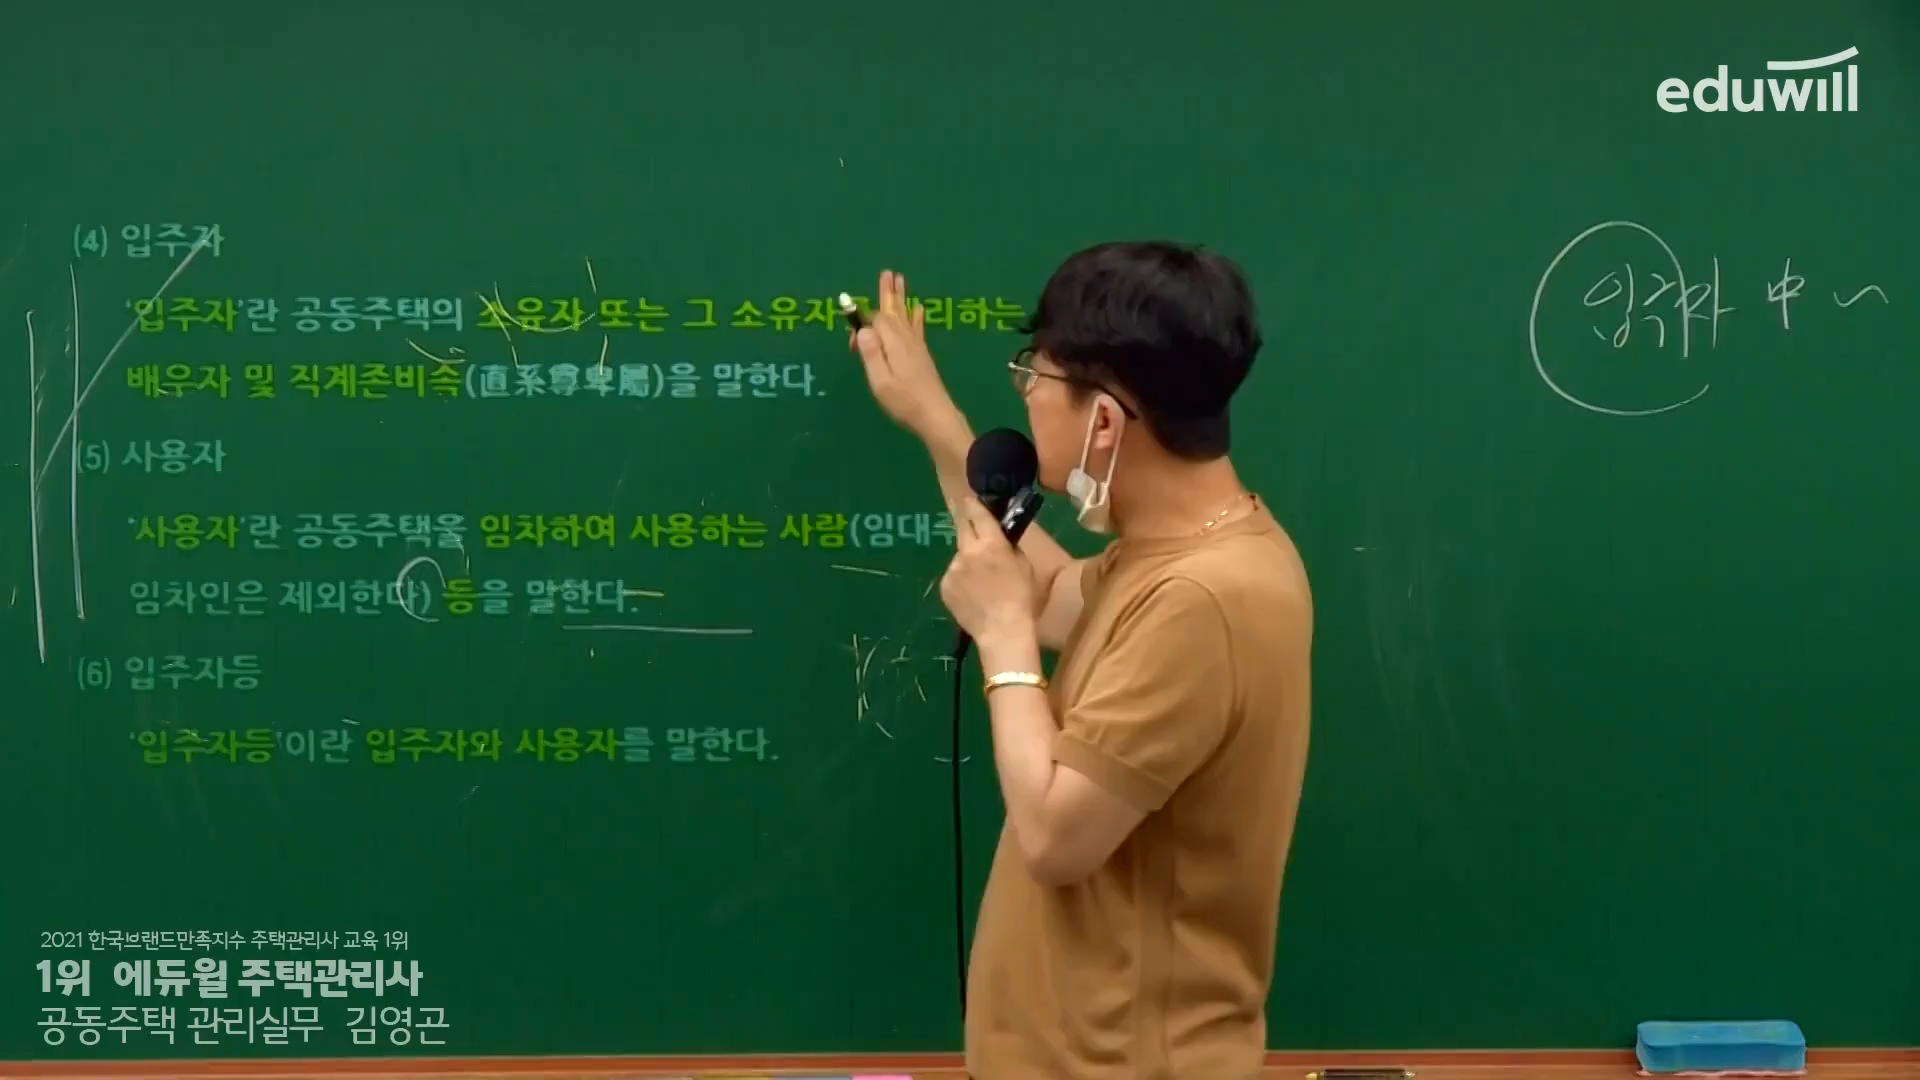 eduwill
(4) 입주자
'입주자'란 공동주택의 소유자 또는 그 소유자를 대리하는
배우자 및 직계존비속(直系尊卑屬)을 말한다.
(5) 사용자
'사용자'란 공동주택을 임차하여 사용하는 사람(임대주
임차인은 제외한다) 등을 말한다.
(6) 입주자등
'입주자등'이란 입주자와 사용자를 말한다.
입주자 中
2021 한국브랜드만족지수 주택관리사 교육 1위
1위 에듀윌 주택관리사
공동주택 관리실무 김영곤